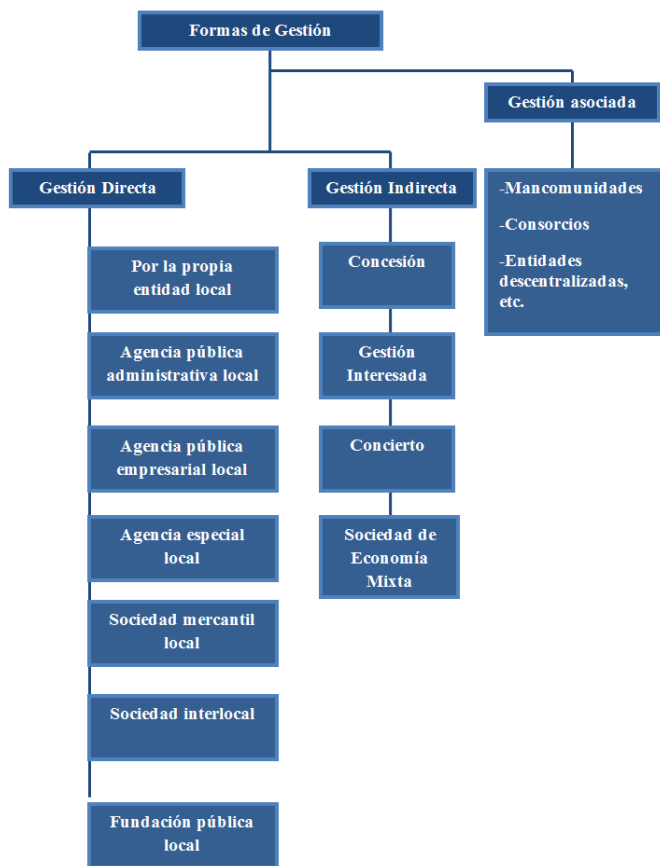 Formas de Gestión
Gestión asociada
-Mancomunidades
-Consorcios
-Entidades
descentralizadas,
etc.
Gestión Directa
Por la propia
entidad local
Agencia pública
administrativa local
Agencia pública
empresarial local
Agencia especial
local
Sociedad mercantil
local
Sociedad interlocal
Fundación pública
local
Gestión Indirecta
Concesión
Gestión
Interesada
Concierto
Sociedad de
Economía
Mixta